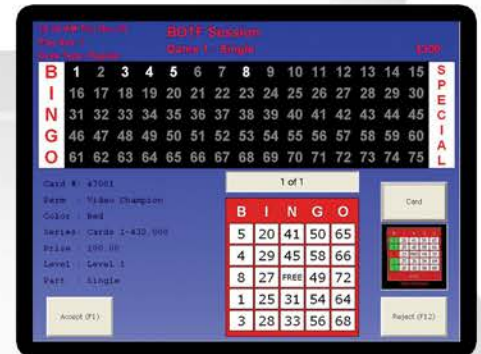 BOTF Session
Game 1 - Single
$300
B 1 2 3 4 5 6 7 8 9 10 11 12 13 14 15
I 16 17 18 19 20 21 22 23 24 25 26 27 28 29 30
N 31 32 33 34 35 36 37 38 39 40 41 42 43 44 45
G 46 47 48 49 50 51 52 53 54 55 56 57 58 59 60
O 61 62 63 64 65 66 67 68 69 70 71 72 73 74 75
SPECIAL
Card #: 47001
Perm : Video Champion
Color : Red
Series: Cards 1-432,000
Prize : 100.00
Level : Level 1
Patt : Single
Accept (F1)
1 of 1
B I N G O
5 20 41 50 65
4 29 45 58 66
8 27 FREE 49 72
1 25 31 54 64
3 28 33 56 68
Card
Reject (F12)